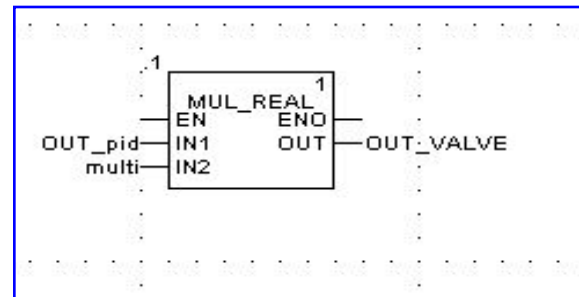 .1
1
MUL_REAL
EN ENO
OUT_pid IN1 OUT OUT_VALVE
multi IN2